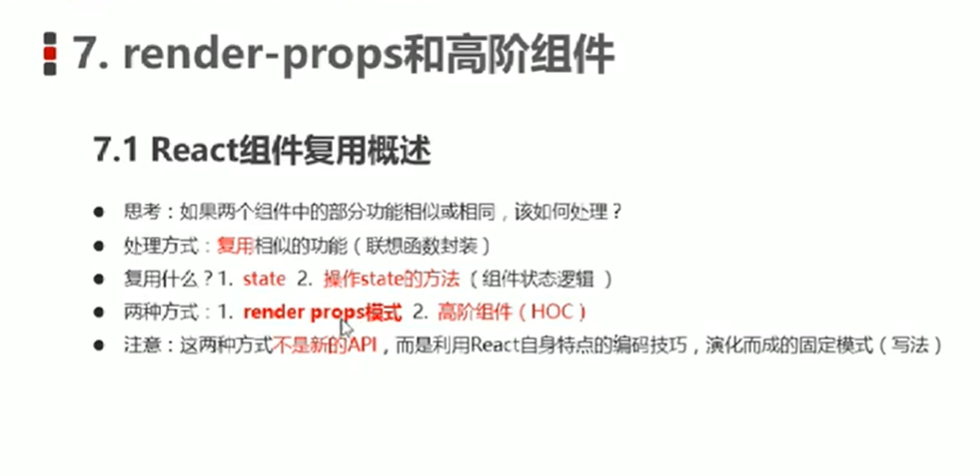 7. render-props和高阶组件
7.1 React组件复用概述
● 思考：如果两个组件中的部分功能相似或相同，该如何处理？
● 处理方式：复用相似的功能（联想函数封装）
● 复用什么？1. state 2. 操作state的方法（组件状态逻辑 ）
● 两种方式：1. render props模式 2. 高阶组件（HOC）
● 注意：这两种方式不是新的API，而是利用React自身特点的编码技巧，演化而成的固定模式（写法）